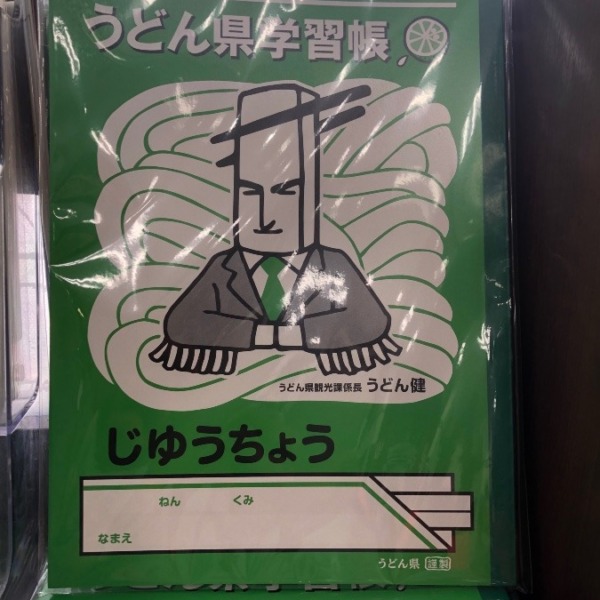 うどん県学習帳
うどん県観光課係長 うどん健
じゆうちょう
ねん くみ
なまえ
うどん県 謹製